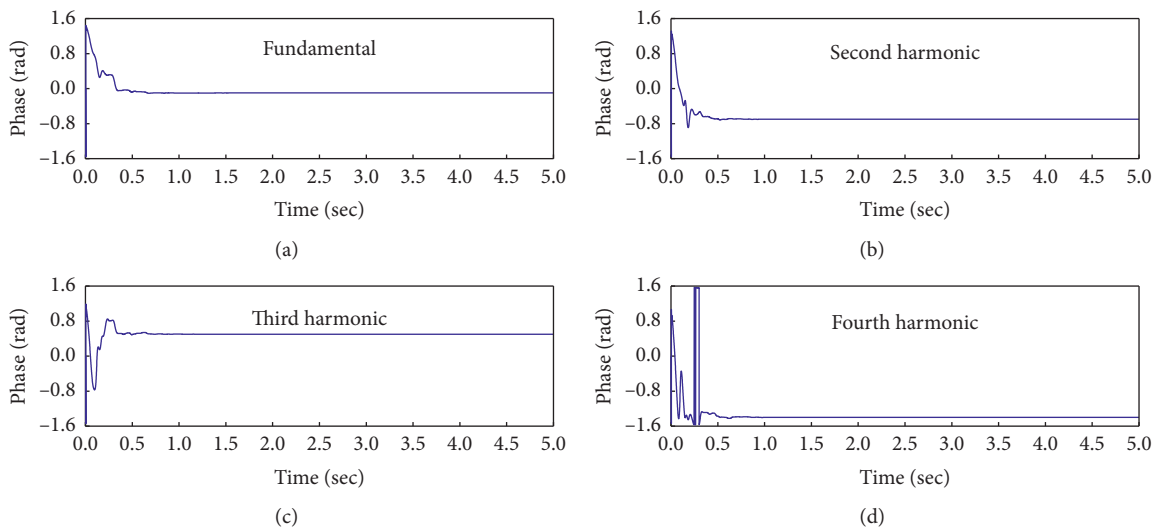 1.6
0.8
0.0
–0.8
–1.6
Phase (rad)
Fundamental
0.0 0.5 1.0 1.5 2.0 2.5 3.0 3.5 4.0 4.5 5.0
Time (sec)
(a)
1.6
0.8
0.0
–0.8
–1.6
Phase (rad)
Second harmonic
0.0 0.5 1.0 1.5 2.0 2.5 3.0 3.5 4.0 4.5 5.0
Time (sec)
(b)
1.6
0.8
0.0
–0.8
–1.6
Phase (rad)
Third harmonic
0.0 0.5 1.0 1.5 2.0 2.5 3.0 3.5 4.0 4.5 5.0
Time (sec)
(c)
1.6
0.8
0.0
–0.8
–1.6
Phase (rad)
Fourth harmonic
0.0 0.5 1.0 1.5 2.0 2.5 3.0 3.5 4.0 4.5 5.0
Time (sec)
(d)